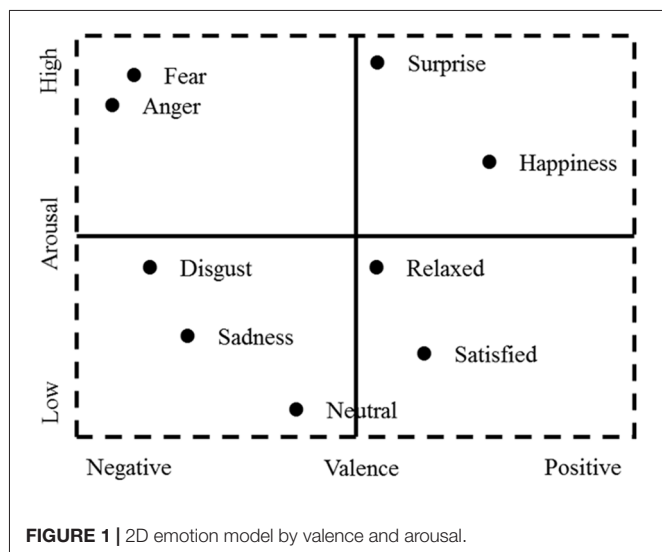 High
Arousal
Low
Fear
Anger
Surprise
Happiness
Disgust
Sadness
Neutral
Relaxed
Satisfied
Negative Valence Positive
FIGURE 1 | 2D emotion model by valence and arousal.